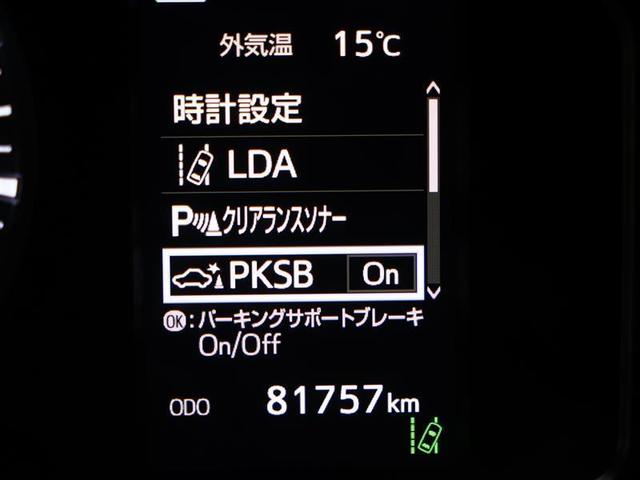 外気温 15℃
時計設定
LDA
Pクリアランスソナー
PKSB On
OK:パーキングサポートブレーキ
On/Off
ODO 81757km